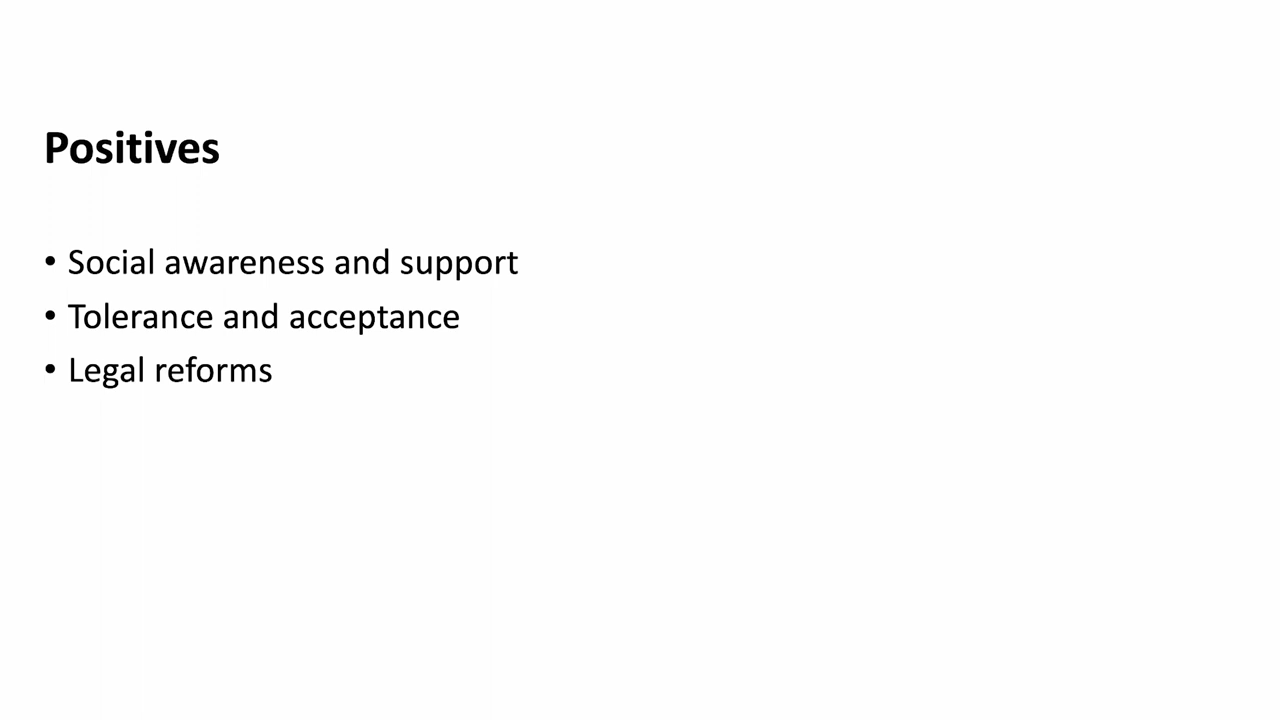 Positives
• Social awareness and support
• Tolerance and acceptance
• Legal reforms